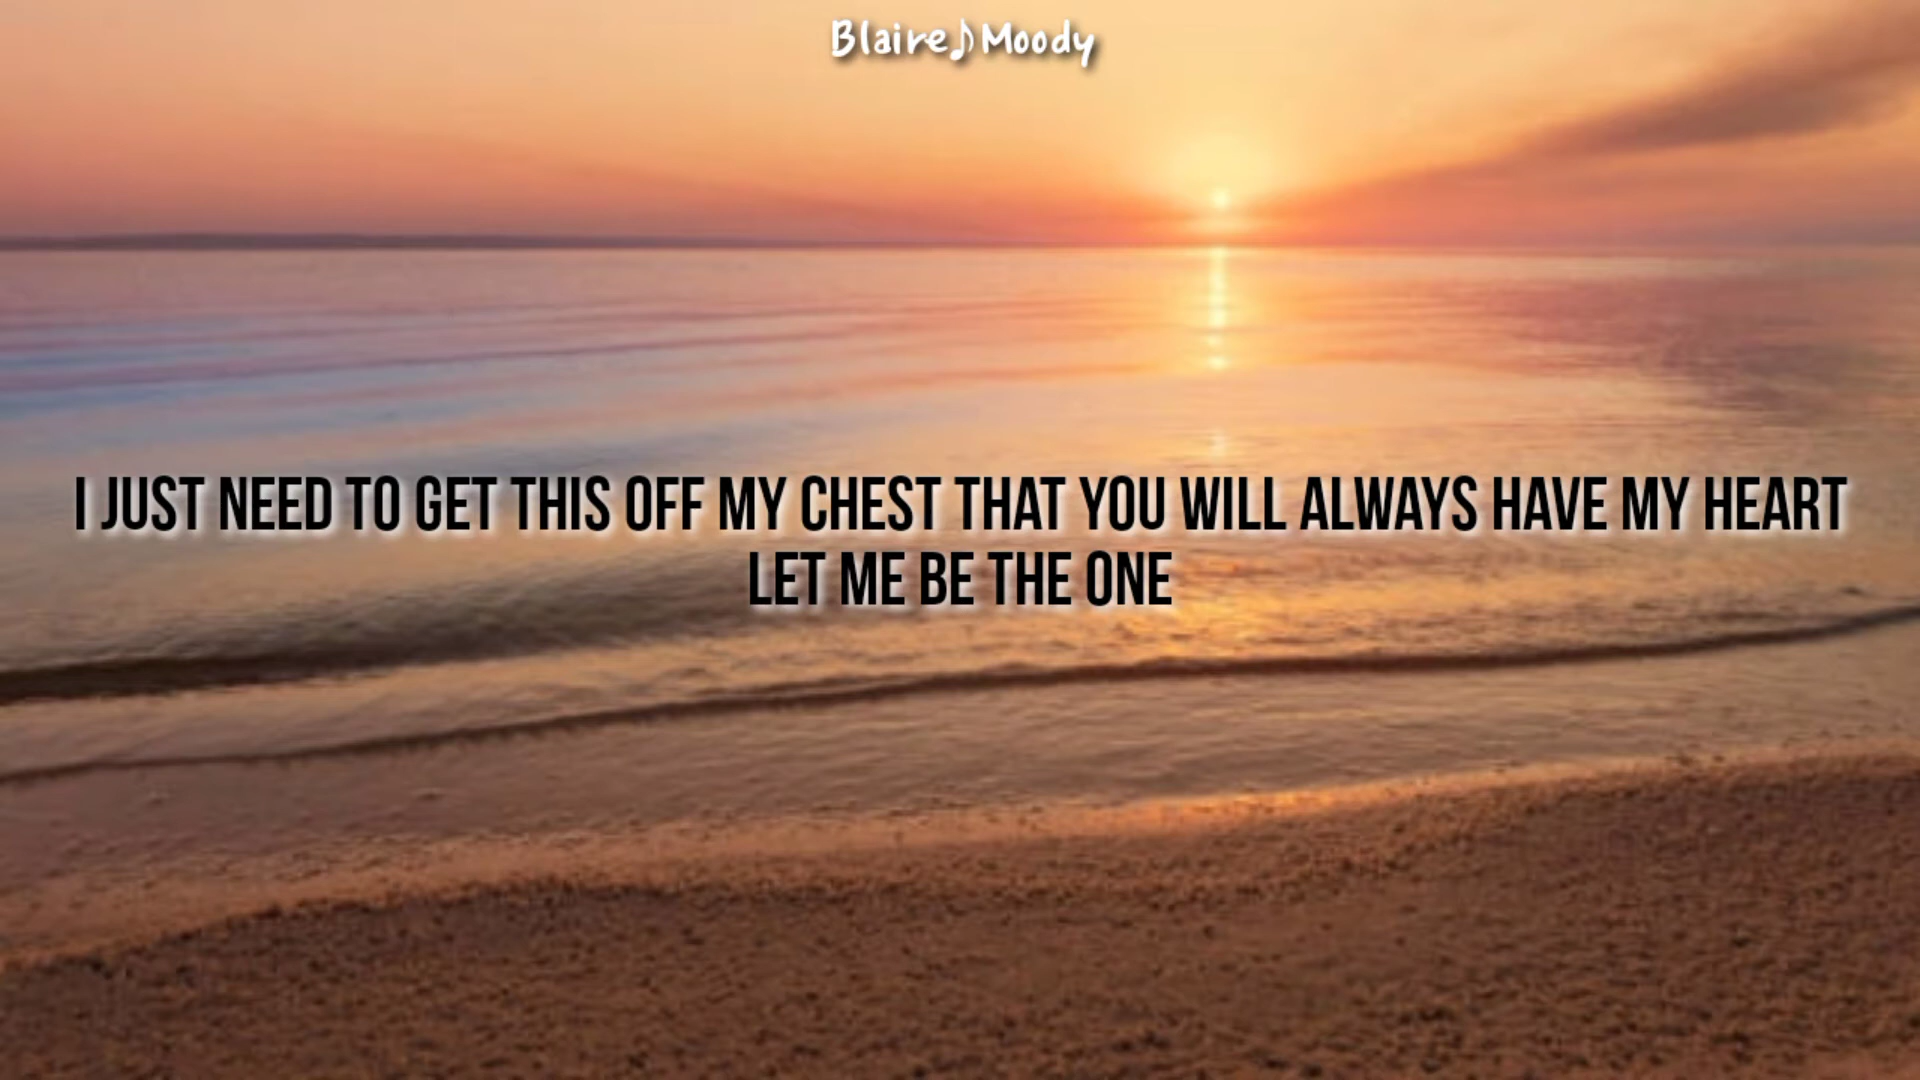 Blaire♪Moody
I JUST NEED TO GET THIS OFF MY CHEST THAT YOU WILL ALWAYS HAVE MY HEART
LET ME BE THE ONE